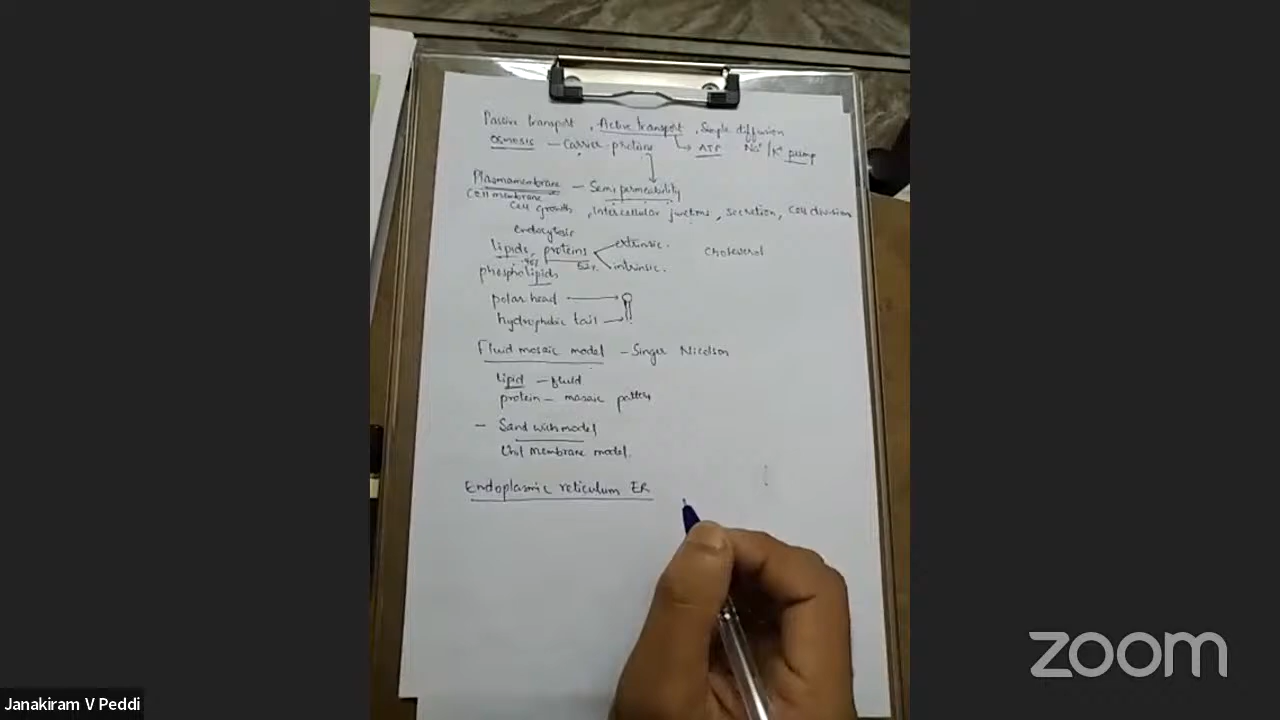 Passive transport, Active transport, Simple diffusion
osmosis - Carrier protiens → ATP Na+/K+ pump
Plasmamembrane - Semi permeability
Cell membrane
Cell growth, Intercellular junctions, secretion, Cell division
endocytosis
lipids, proteins extrinsic. Cholesterol
intrinsic.
phospholipids
polar head
hydrophobic tail
Fluid mosaic model - Singer Nicolson
lipid - fluid
protein - mosaic pattern
- Sand witch model
Unit membrane model.
Endoplasmic reticulum ER
zoom
Janakiram V Peddi